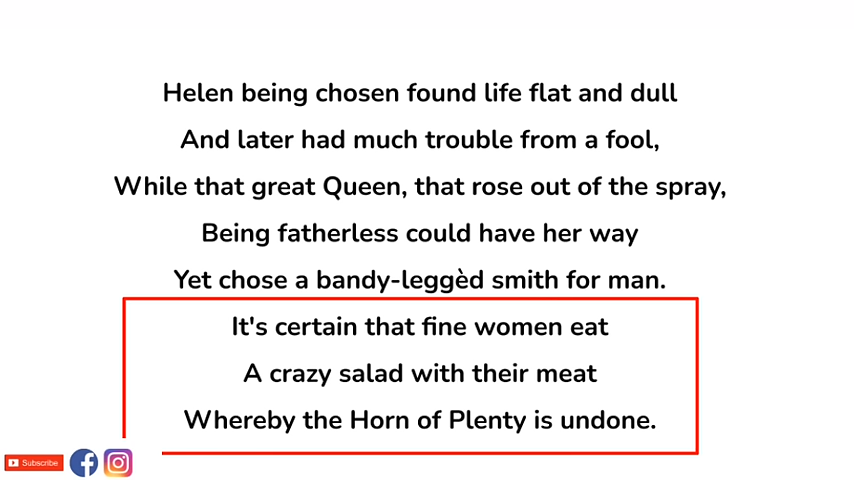 Helen being chosen found life flat and dull
And later had much trouble from a fool,
While that great Queen, that rose out of the spray,
Being fatherless could have her way
Yet chose a bandy-leggèd smith for man.
It's certain that fine women eat
A crazy salad with their meat
Whereby the Horn of Plenty is undone.
Subscribe